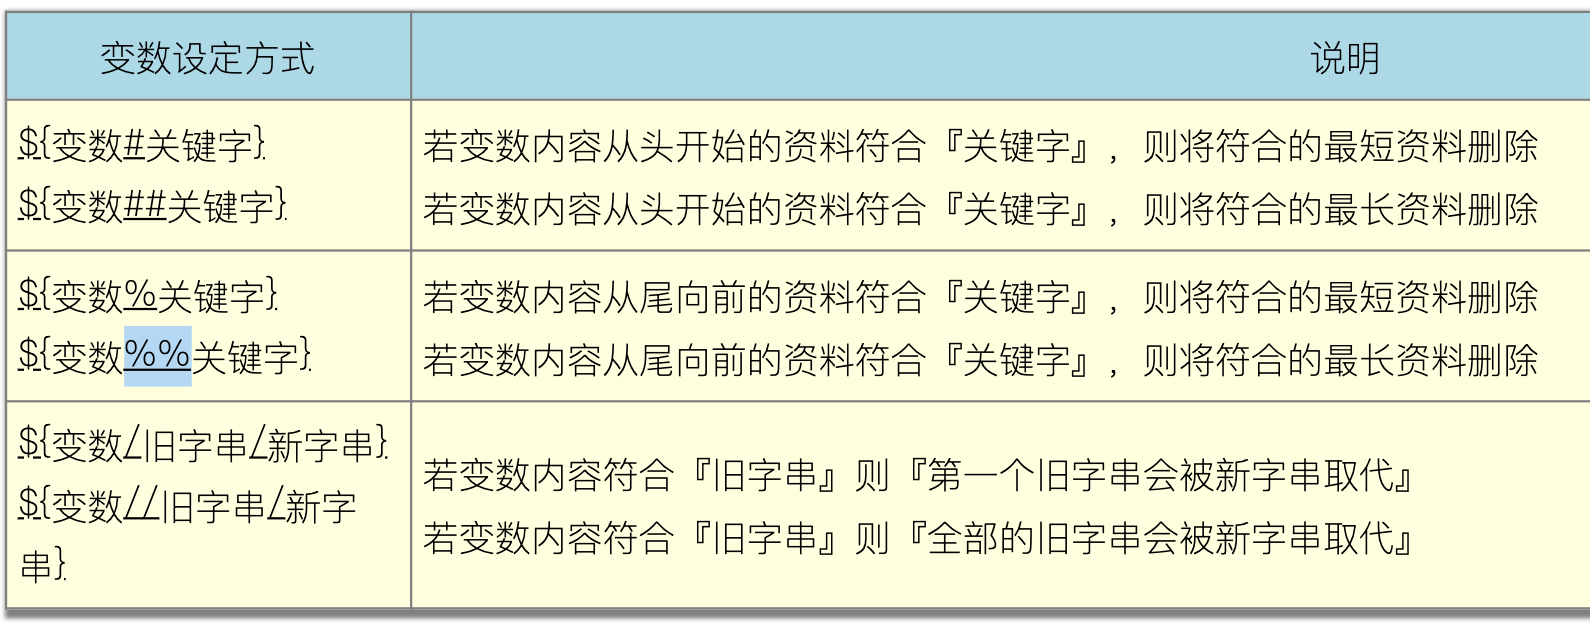 变数设定方式
说明
${变数#关键字}
${变数##关键字}
若变数内容从头开始的资料符合『关键字』，则将符合的最短资料删除
若变数内容从头开始的资料符合『关键字』，则将符合的最长资料删除
${变数%关键字}
${变数%%关键字}
若变数内容从尾向前的资料符合『关键字』，则将符合的最短资料删除
若变数内容从尾向前的资料符合『关键字』，则将符合的最长资料删除
${变数/旧字串/新字串}
${变数//旧字串/新字
串}
若变数内容符合『旧字串』则『第一个旧字串会被新字串取代』
若变数内容符合『旧字串』则『全部的旧字串会被新字串取代』